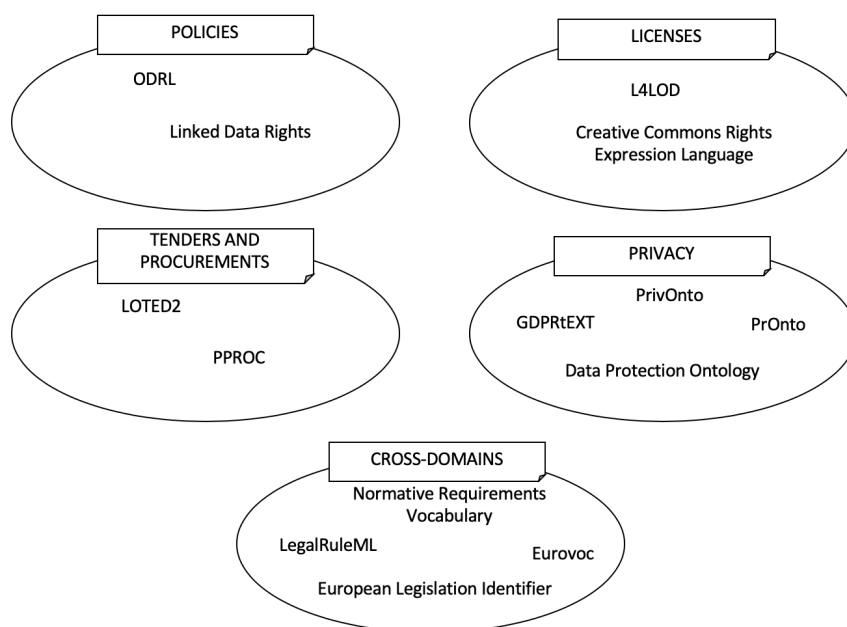 POLICIES
ODRL
Linked Data Rights
LICENSES
L4LOD
Creative Commons Rights
Expression Language
TENDERS AND
PROCUREMENTS
LOTED2
PPROC
PRIVACY
PrivOnto
GDPRtEXT
PrOnto
Data Protection Ontology
CROSS-DOMAINS
Normative Requirements
Vocabulary
LegalRuleML
Eurovoc
European Legislation Identifier